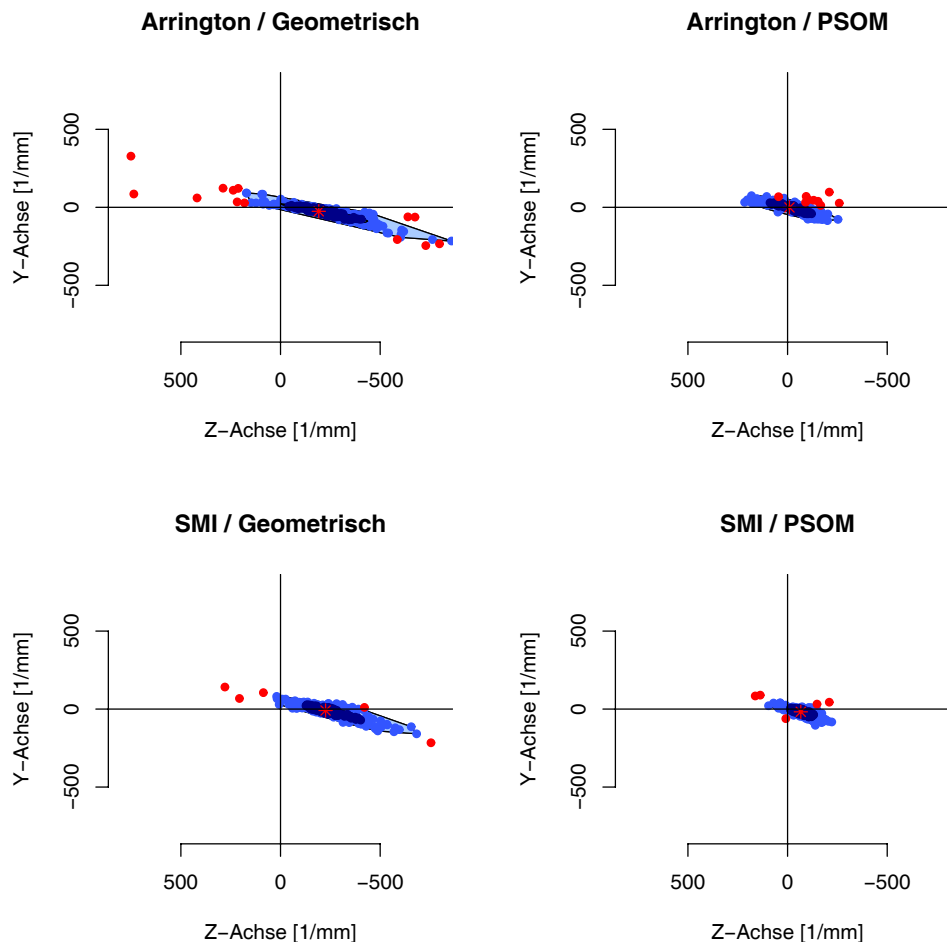 Arrington / Geometrisch
Y−Achse [1/mm]
500
0
−500
500 0 −500
Z−Achse [1/mm]
Arrington / PSOM
Y−Achse [1/mm]
500
0
−500
500 0 −500
Z−Achse [1/mm]
SMI / Geometrisch
Y−Achse [1/mm]
500
0
−500
500 0 −500
Z−Achse [1/mm]
SMI / PSOM
Y−Achse [1/mm]
500
0
−500
500 0 −500
Z−Achse [1/mm]